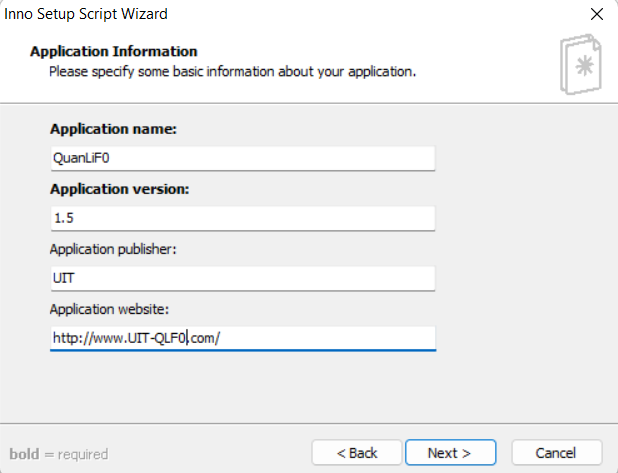 Inno Setup Script Wizard
Application Information
Please specify some basic information about your application.
Application name:
QuanLiF0
Application version:
1.5
Application publisher:
UIT
Application website:
http://www.UIT-QLF0.com/
bold = required
< Back
Next >
Cancel